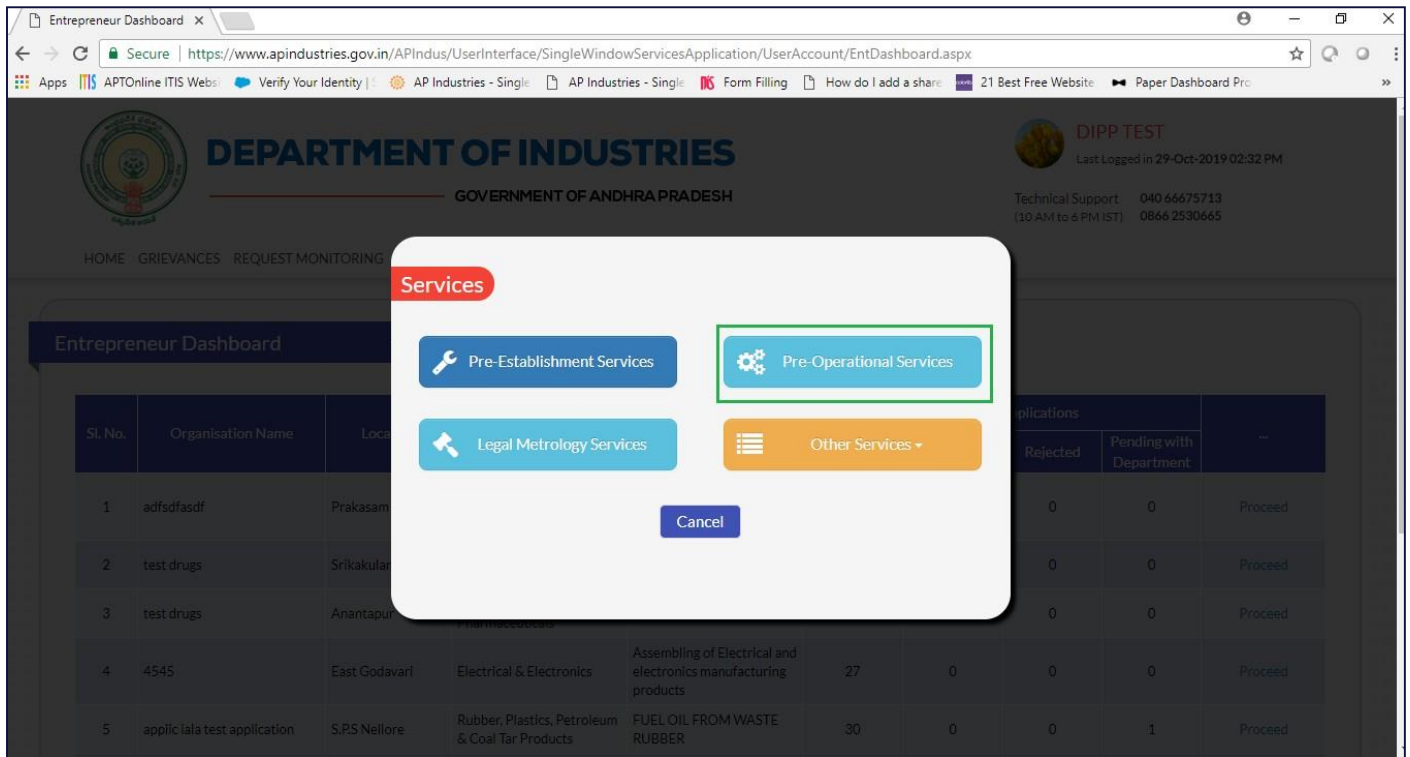 Entrepreneur Dashboard
Secure | https://www.apindustries.gov.in/APIndus/UserInterface/SingleWindowServicesApplication/UserAccount/EntDashboard.aspx
Apps APTOnline ITIS Websi Verify Your Identity | S AP Industries - Single AP Industries - Single Form Filling How do I add a share 21 Best Free Website Paper Dashboard Pro
DEPARTMENT OF INDUSTRIES
GOVERNMENT OF ANDHRA PRADESH
DIPP TEST
Last Logged in 29-Oct-2019 02:32 PM
Technical Support 040 66675713
(10 AM to 6 PM IST) 0866 2530665
HOME GRIEVANCES REQUEST MONITORING
Services
Entrepreneur Dashboard
Pre-Establishment Services Pre-Operational Services
Legal Metrology Services Other Services
Cancel
plications
Sl. No. Organisation Name Loca Rejected Pending with Department ...
1 adfsdfasdf Prakasam 0 0 Proceed
2 test drugs Srikakular 0 0 Proceed
3 test drugs Anantapur Pharmaceuticals 0 0 Proceed
4 4545 East Godavari Electrical & Electronics Assembling of Electrical and electronics manufacturing products 27 0 0 0 Proceed
5 appiic iala test application S.P.S Nellore Rubber, Plastics, Petroleum & Coal Tar Products FUEL OIL FROM WASTE RUBBER 30 0 0 1 Proceed